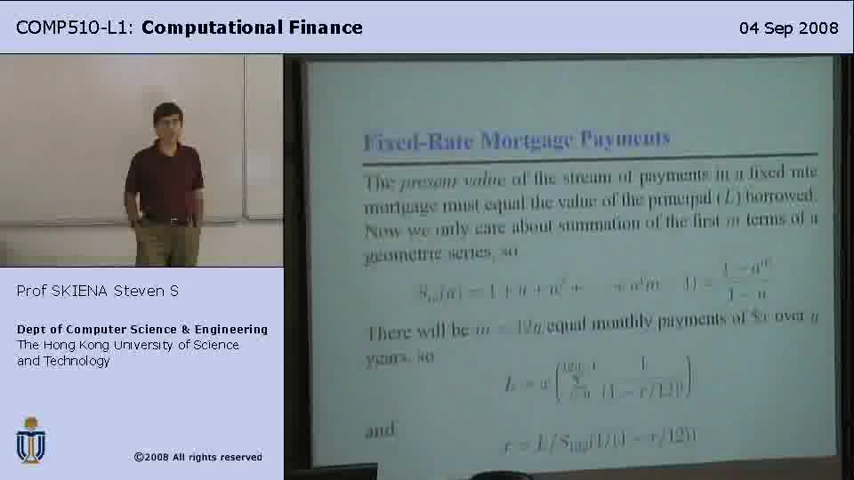 COMP510-L1: Computational Finance
04 Sep 2008
Fixed-Rate Mortgage Payments
The present value of the stream of payments in a fixed rate
mortgage must equal the value of the principal (L) borrowed.
Now we only care about summation of the first m terms of a
geometric series, so
There will be m = 12y equal monthly payments of $x over y
years, so
and
Prof SKIENA Steven S
Dept of Computer Science & Engineering
The Hong Kong University of Science
and Technology
©2008 All rights reserved